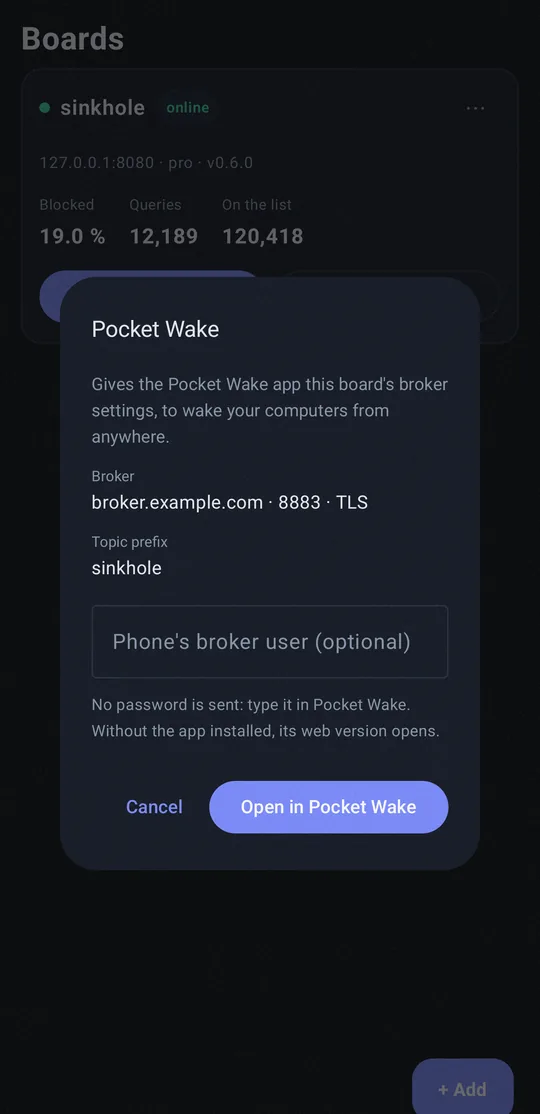 Boards
sinkhole online ...
127.0.0.1:8080 · pro · v0.6.0
Blocked Queries On the list
19.0 % 12,189 120,418
Pocket Wake
Gives the Pocket Wake app this board's broker
settings, to wake your computers from
anywhere.
Broker
broker.example.com · 8883 · TLS
Topic prefix
sinkhole
Phone's broker user (optional)
No password is sent: type it in Pocket Wake.
Without the app installed, its web version opens.
Cancel Open in Pocket Wake
+ Add